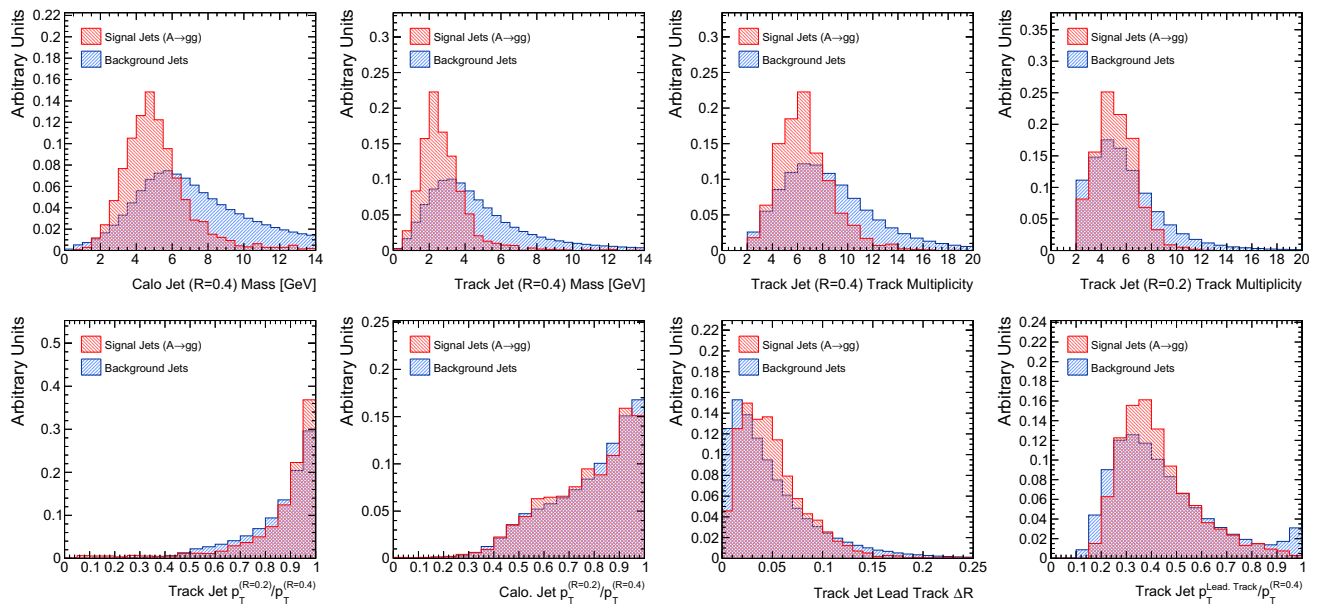 Arbitrary Units
0.22
0.2
0.18
0.16
0.14
0.12
0.1
0.08
0.06
0.04
0.02
0
Signal Jets (A→gg)
Background Jets
0 2 4 6 8 10 12 14
Calo Jet (R=0.4) Mass [GeV]
Arbitrary Units
0.3
0.25
0.2
0.15
0.1
0.05
0
Signal Jets (A→gg)
Background Jets
2 4 6 8 10 12 14
Track Jet (R=0.4) Mass [GeV]
Arbitrary Units
0.3
0.25
0.2
0.15
0.1
0.05
0
Signal Jets (A→gg)
Background Jets
0 2 4 6 8 10 12 14 16 18 20
Track Jet (R=0.4) Track Multiplicity
Arbitrary Units
0.35
0.3
0.25
0.2
0.15
0.1
0.05
0
Signal Jets (A→gg)
Background Jets
0 2 4 6 8 10 12 14 16 18 20
Track Jet (R=0.2) Track Multiplicity
Arbitrary Units
0.5
0.4
0.3
0.2
0.1
0
Signal Jets (A→gg)
Background Jets
0.1 0.2 0.3 0.4 0.5 0.6 0.7 0.8 0.9 1
Track Jet p_T^(R=0.2)/p_T^(R=0.4)
Arbitrary Units
0.25
0.2
0.15
0.1
0.05
0
Signal Jets (A→gg)
Background Jets
0.1 0.2 0.3 0.4 0.5 0.6 0.7 0.8 0.9 1
Calo. Jet p_T^(R=0.2)/p_T^(R=0.4)
Arbitrary Units
0.22
0.2
0.18
0.16
0.14
0.12
0.1
0.08
0.06
0.04
0.02
0
Signal Jets (A→gg)
Background Jets
0 0.05 0.1 0.15 0.2 0.25
Track Jet Lead Track ΔR
Arbitrary Units
0.24
0.22
0.2
0.18
0.16
0.14
0.12
0.1
0.08
0.06
0.04
0.02
0
Signal Jets (A→gg)
Background Jets
0 0.1 0.2 0.3 0.4 0.5 0.6 0.7 0.8 0.9 1
Track Jet p_T^Lead. Track/p_T^(R=0.4)